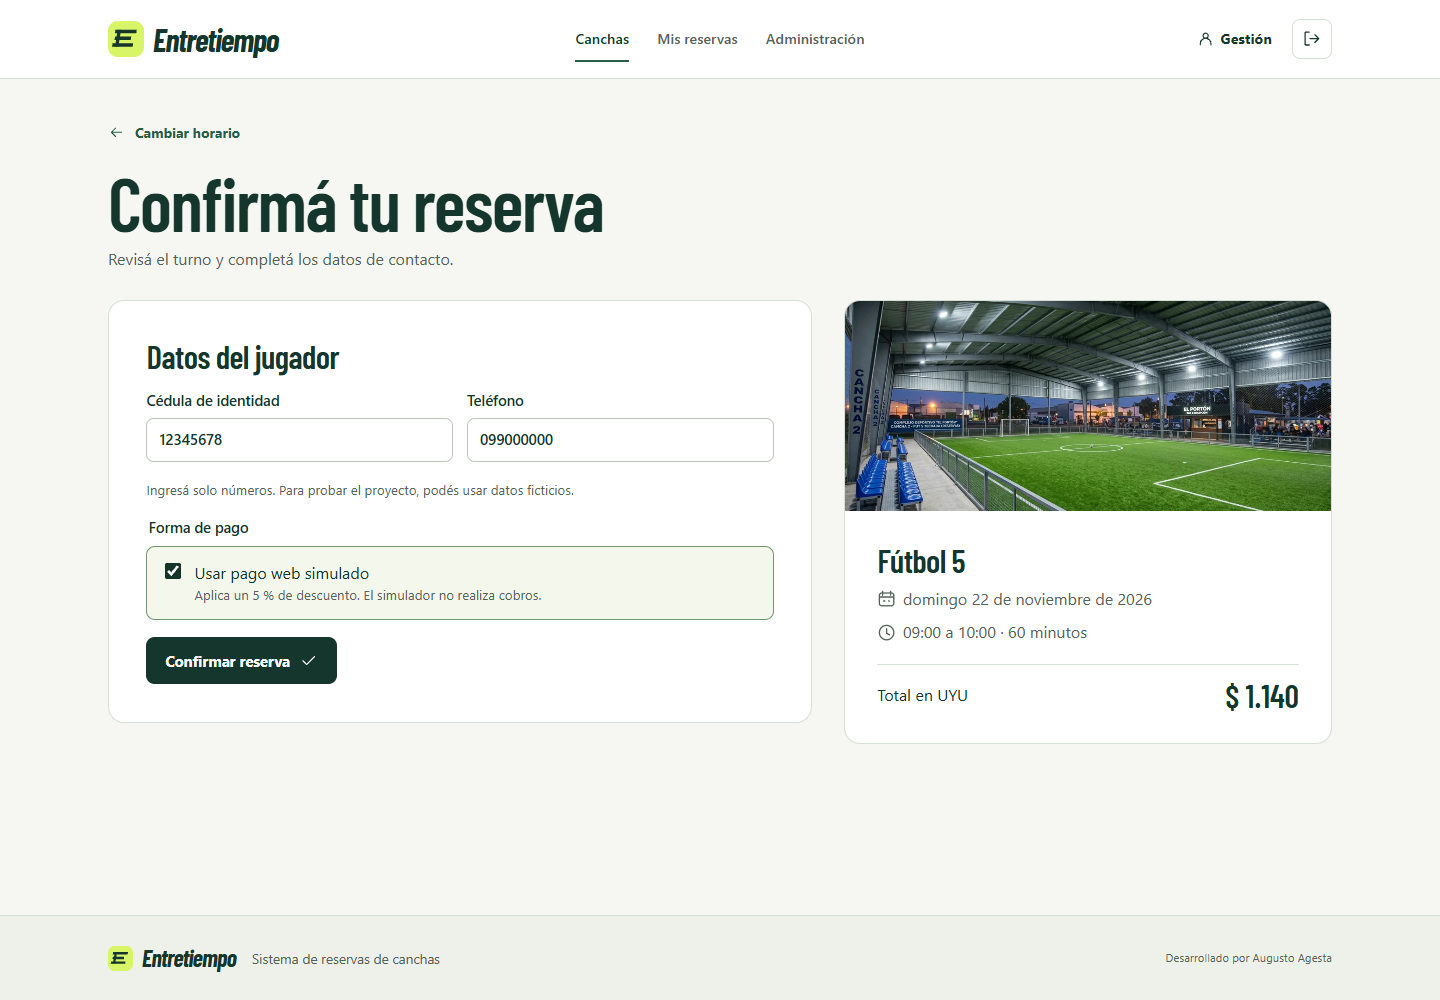 Entretiempo
Canchas
Mis reservas
Administración
Gestión
Cambiar horario
Confirmá tu reserva
Revisá el turno y completá los datos de contacto.
Datos del jugador
Cédula de identidad
Teléfono
12345678
099000000
Ingresá solo números. Para probar el proyecto, podés usar datos ficticios.
Forma de pago
Usar pago web simulado
Aplica un 5 % de descuento. El simulador no realiza cobros.
Confirmar reserva
CANCHA 2
CANCHA 2
EL PORTÓN
Fútbol 5
domingo 22 de noviembre de 2026
09:00 a 10:00 · 60 minutos
Total en UYU
$ 1.140
Entretiempo
Sistema de reservas de canchas
Desarrollado por Augusto Agesta